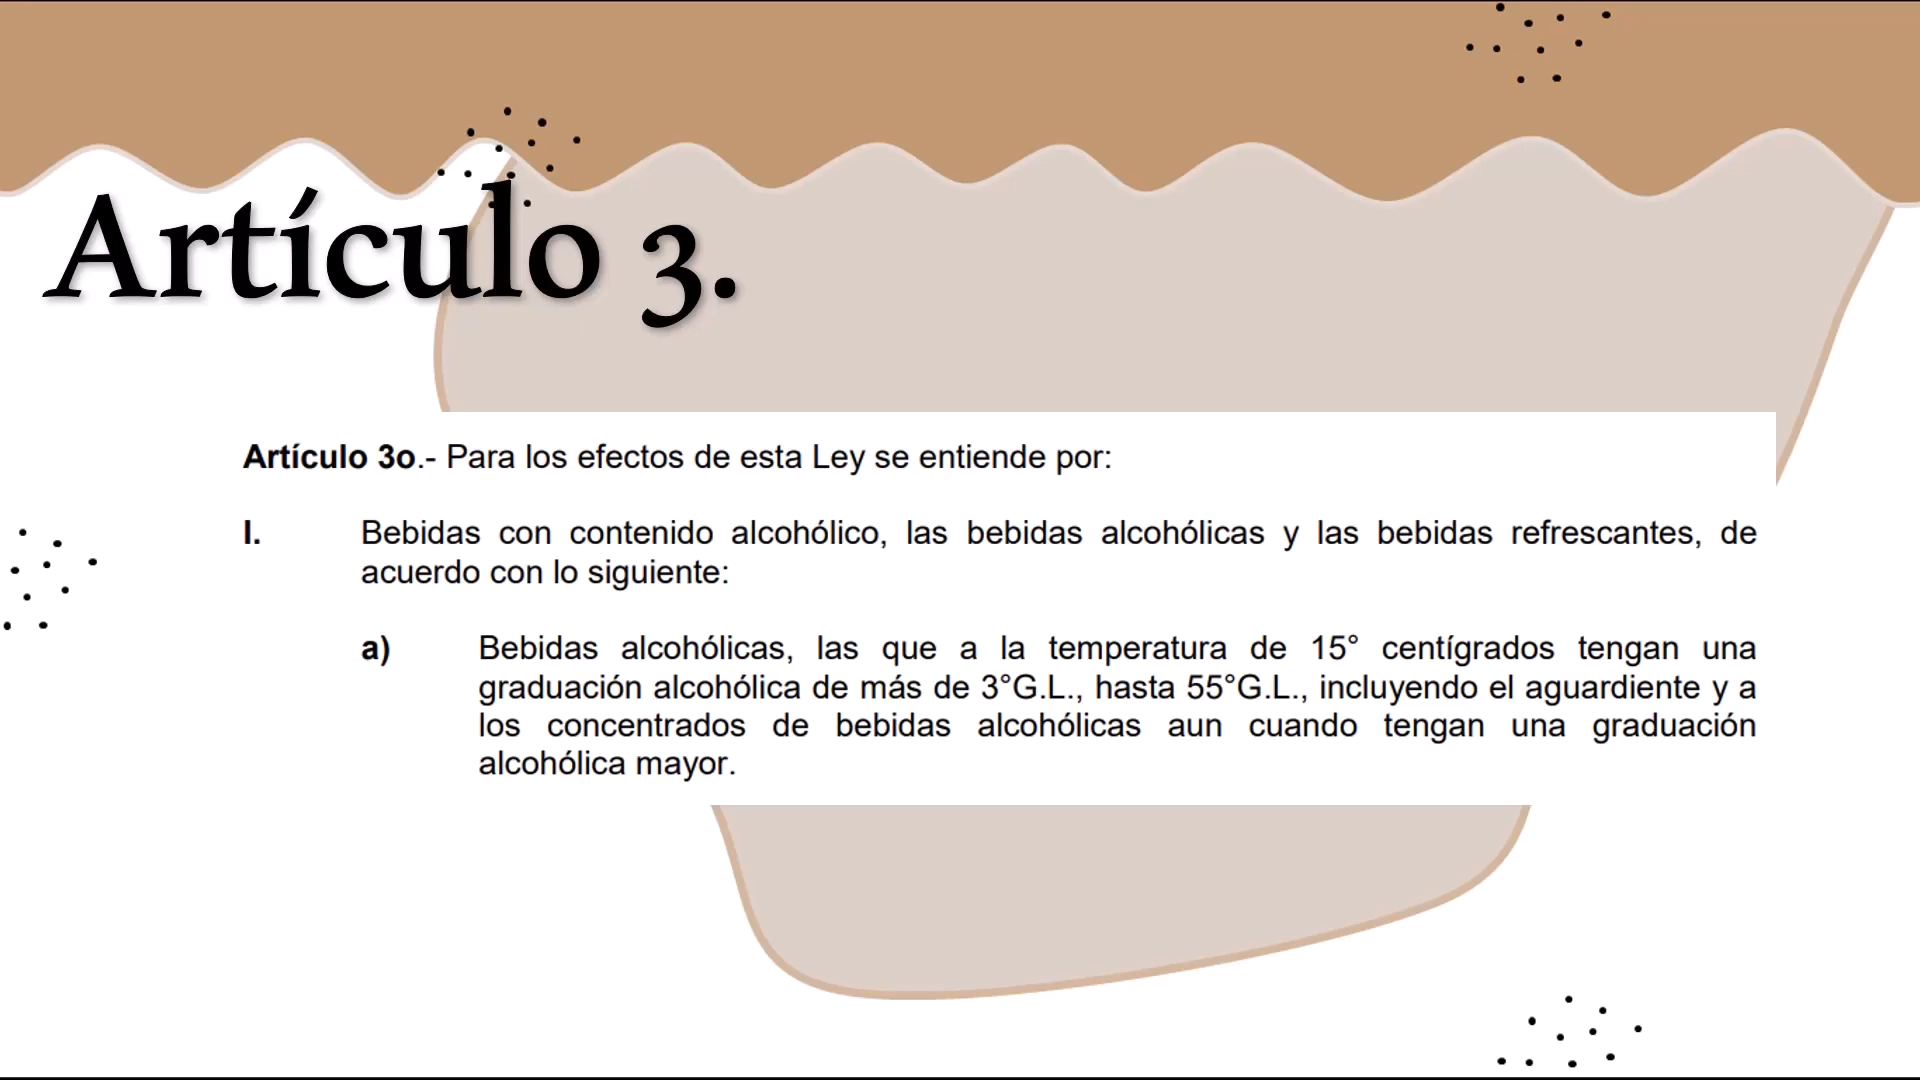 Artículo 3.
Artículo 3o.- Para los efectos de esta Ley se entiende por:
I. Bebidas con contenido alcohólico, las bebidas alcohólicas y las bebidas refrescantes, de
acuerdo con lo siguiente:
a) Bebidas alcohólicas, las que a la temperatura de 15° centígrados tengan una
graduación alcohólica de más de 3°G.L., hasta 55°G.L., incluyendo el aguardiente y a
los concentrados de bebidas alcohólicas aun cuando tengan una graduación
alcohólica mayor.